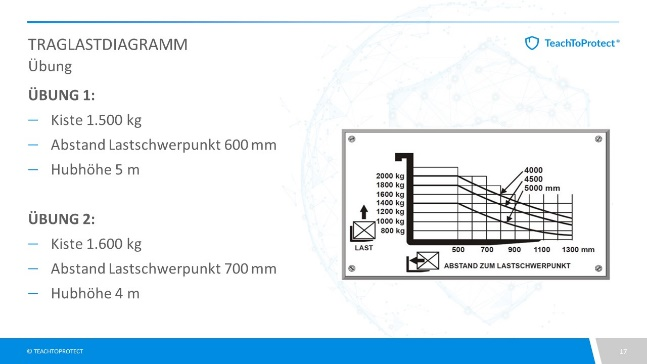 TRAGLASTDIAGRAMM
Übung
TeachToProtect®
ÜBUNG 1:
– Kiste 1.500 kg
– Abstand Lastschwerpunkt 600 mm
– Hubhöhe 5 m
ÜBUNG 2:
– Kiste 1.600 kg
– Abstand Lastschwerpunkt 700 mm
– Hubhöhe 4 m
4000
4500
5000 mm
2000 kg
1800 kg
1600 kg
1400 kg
1200 kg
1000 kg
800 kg
LAST
500 700 900 1100 1300 mm
ABSTAND ZUM LASTSCHWERPUNKT
© TEACHTOPROTECT
17